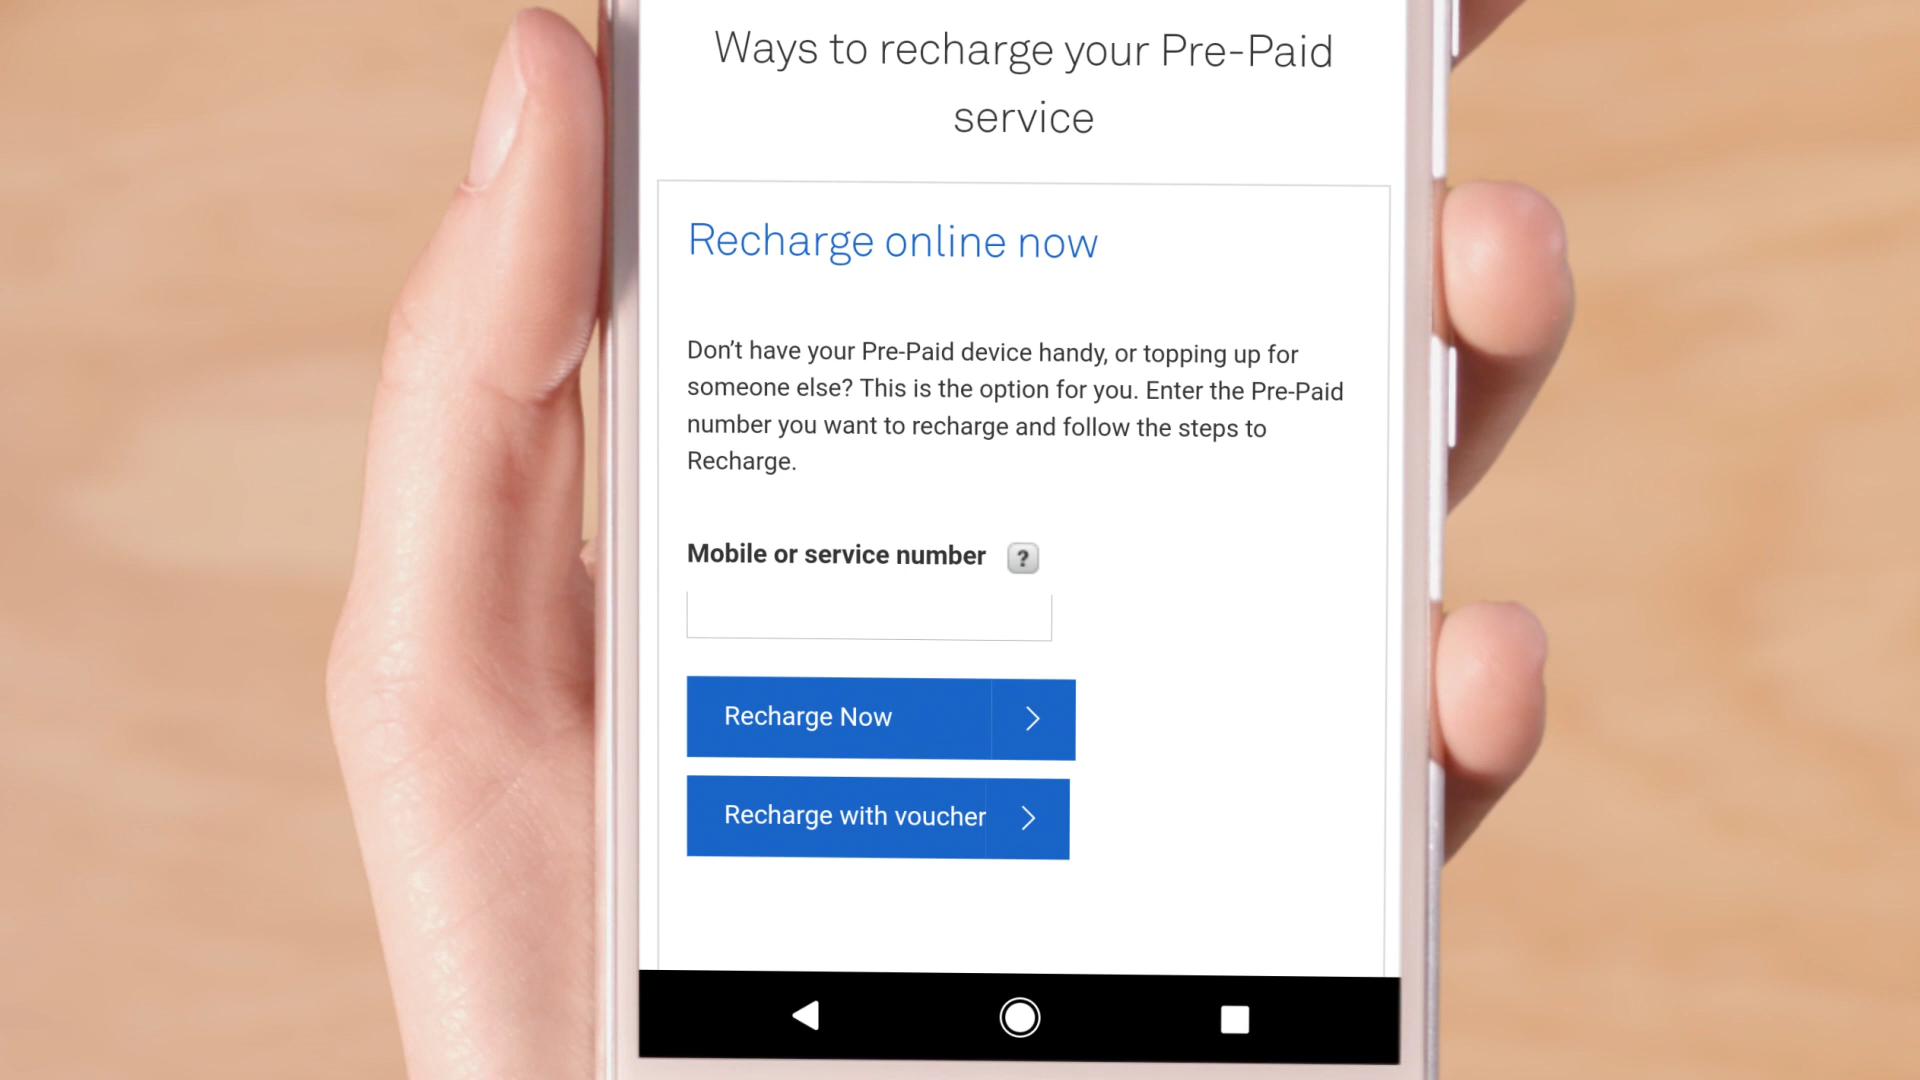 Ways to recharge your Pre-Paid
service
Recharge online now
Don't have your Pre-Paid device handy, or topping up for
someone else? This is the option for you. Enter the Pre-Paid
number you want to recharge and follow the steps to
Recharge.
Mobile or service number ?
Recharge Now
Recharge with voucher